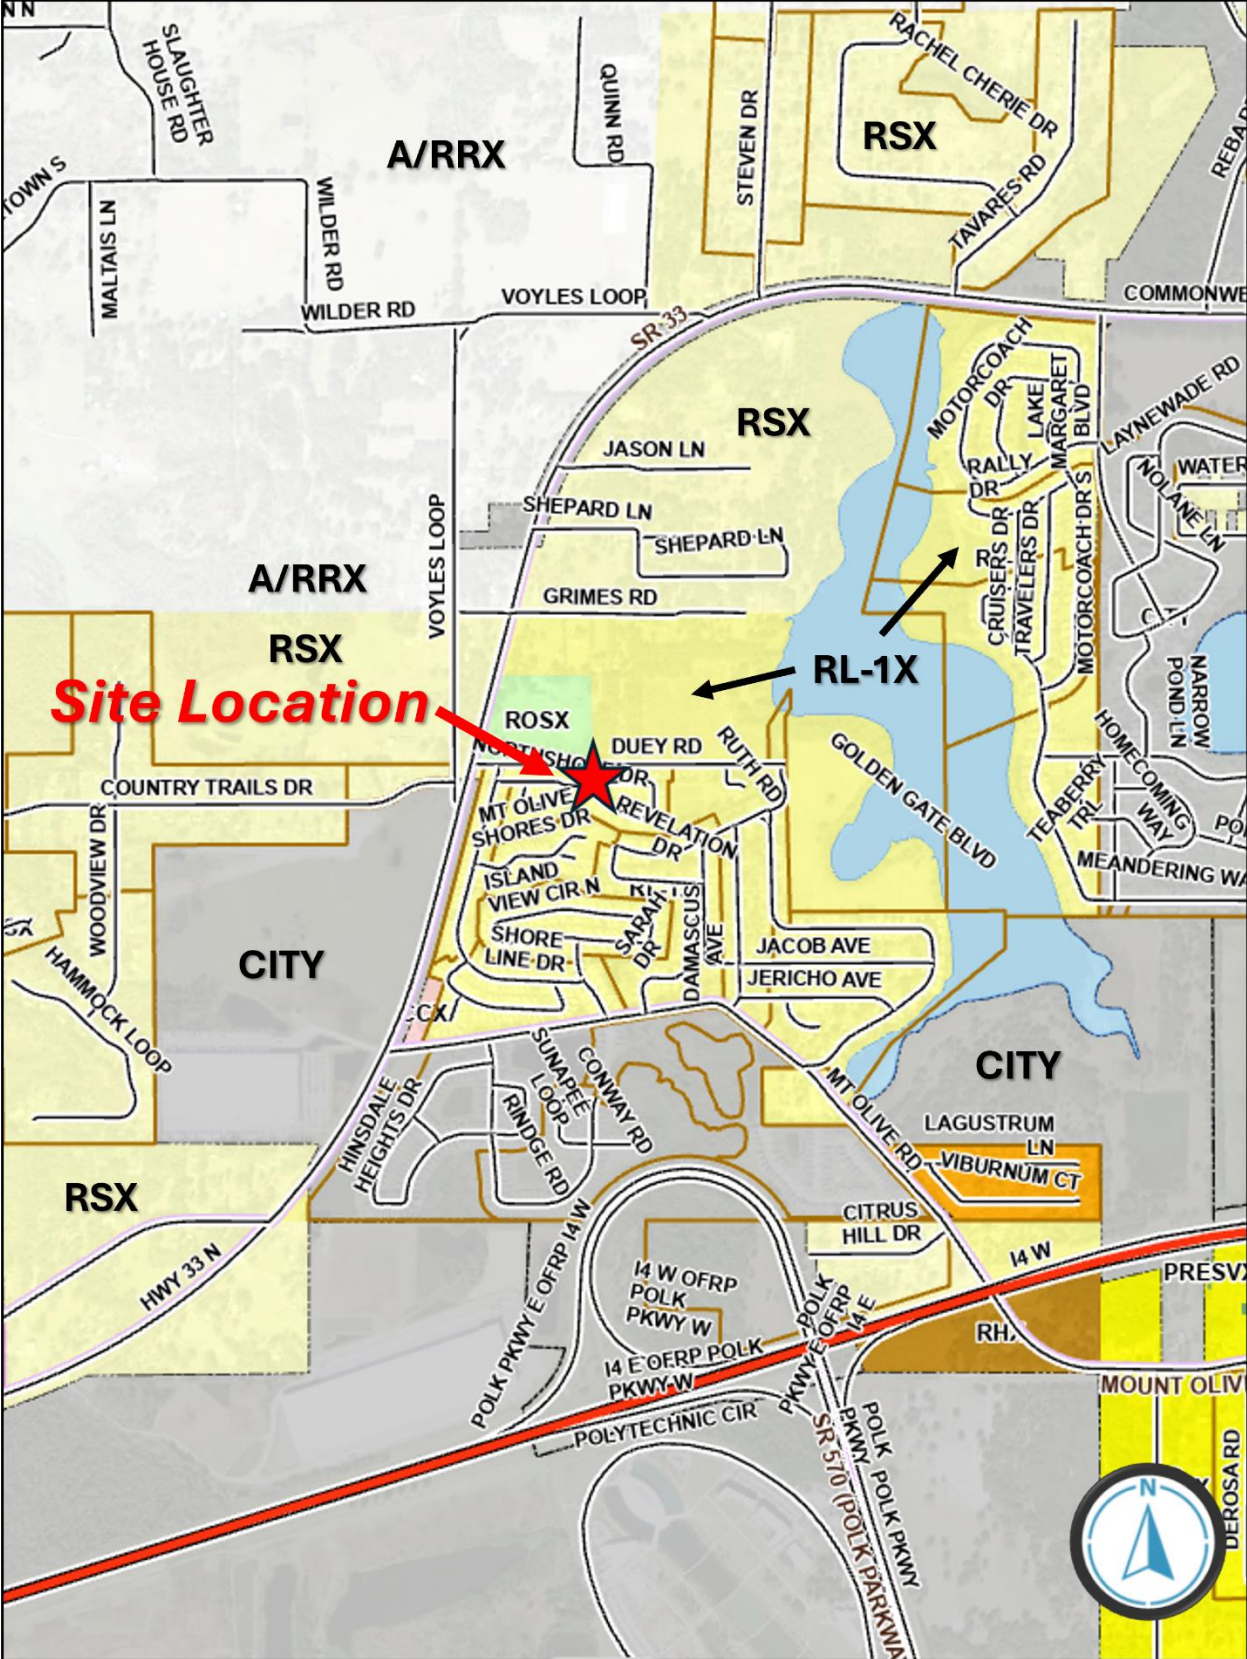 SLAUGHTER
HOUSE RD
QUINN RD
A/RRX
STEVEN DR
RACHEL CHERIE DR
RSX
TAVARES RD
TOWN S
MALTAIS LN
WILDER RD
WILDER RD
VOYLES LOOP
SR 33
COMMONWE
MOTORCOACH
DR
LAKE
MARGARET
BLVD
LAYNEWADE RD
RSX
JASON LN
RALLY
DR
WATER
NOLANE LN
VOYLES LOOP
SHEPARD LN
SHEPARD LN
CRUISERS DR
TRAVELERS DR
MOTORCOACH DR S
A/RRX
GRIMES RD
RSX
RL-1X
NARROW
POND LN
Site Location
ROSX
NORTHSHORE DR
DUEY RD
RUTH RD
GOLDEN GATE BLVD
HOMECOMING
WAY
COUNTRY TRAILS DR
MT OLIVE
SHORES DR
REVELATION
DR
TEABERRY
TRL
MEANDERING WA
WOODVIEW DR
ISLAND
VIEW CIR N
SARAH
DR
DAMASCUS
AVE
SHORE
LINE DR
JACOB AVE
JERICHO AVE
CITY
HAMMOCK LOOP
CX
SUNAPEE
LOOP
CONWAY RD
RINDGE RD
HINSDALE
HEIGHTS DR
CITY
MT OLIVE RD
LAGUSTRUM
LN
VIBURNUM CT
RSX
CITRUS
HILL DR
HWY 33 N
POLK PKWY E OFRP I4 W
I4 W OFRP
POLK
PKWY W
I4 W
PRESVX
POLK
PKWY E OFRP
I4 E
I4 E OFRP POLK
PKWY W
MOUNT OLIV
POLYTECHNIC CIR
SR 570 (POLK PARKWA
POLK
PKWY
POLK PKWY
DEROSA RD
N